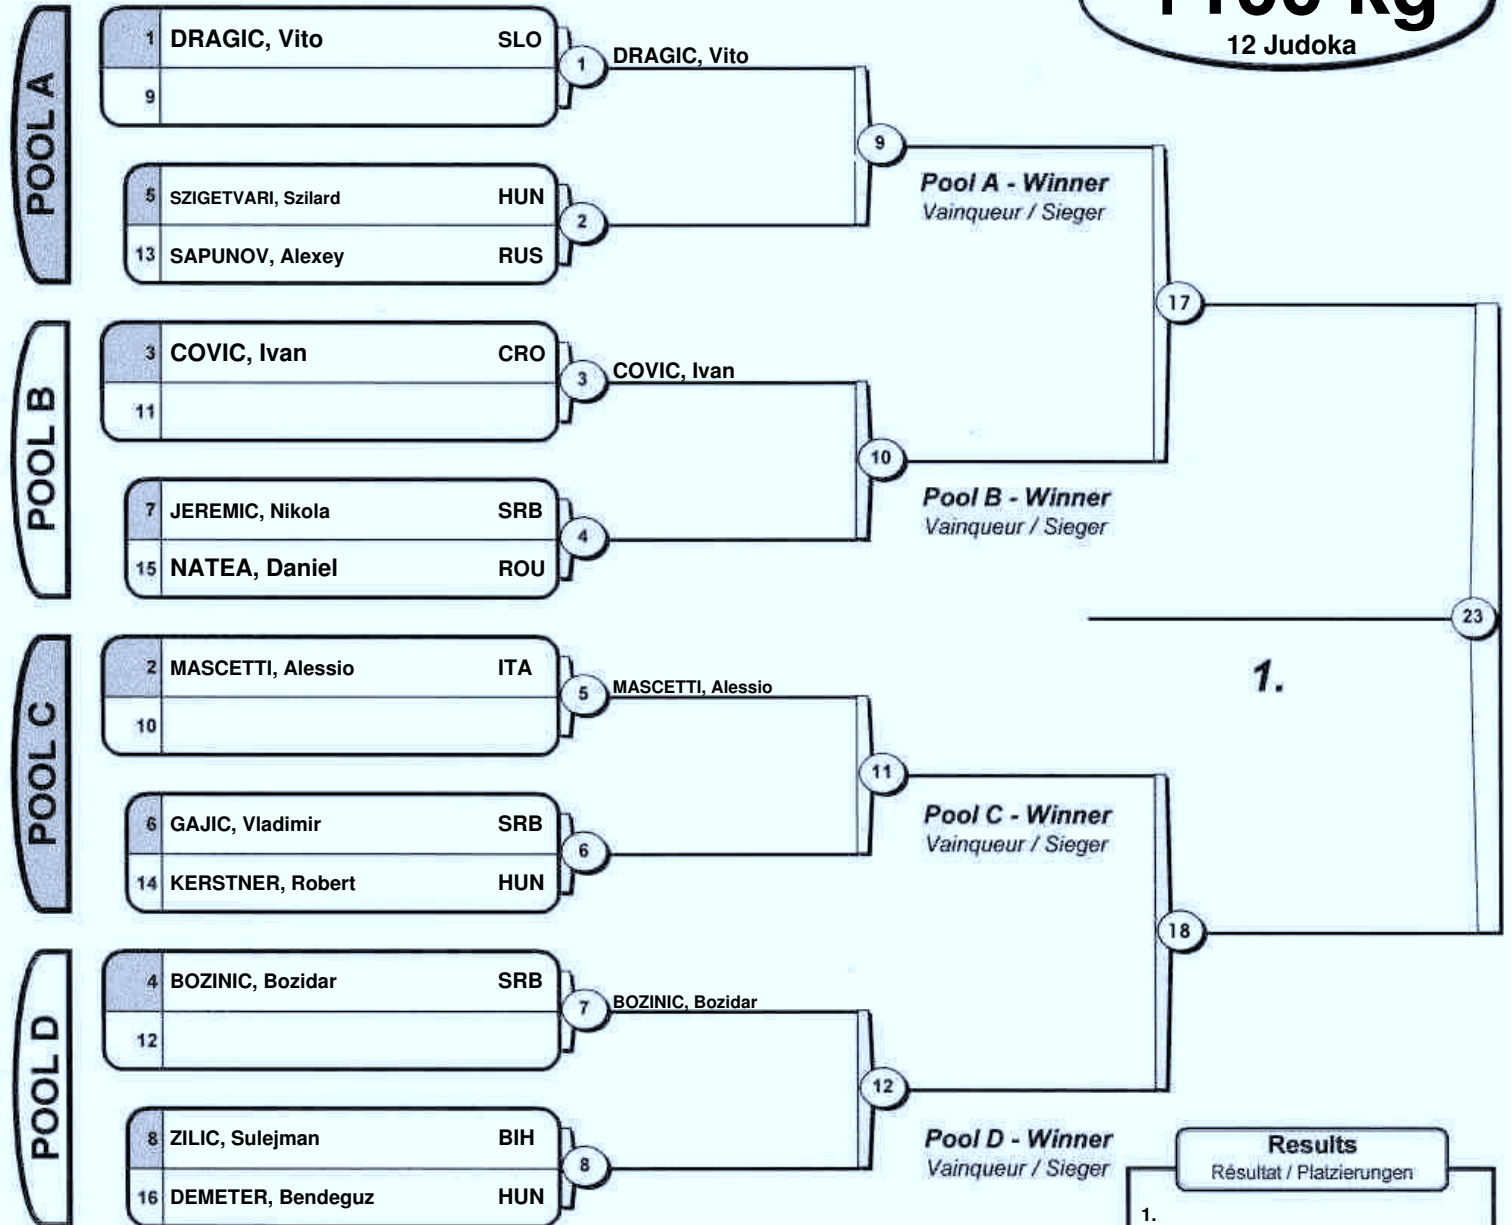 12 Judoka
POOL A
1 DRAGIC, Vito SLO
9
1 DRAGIC, Vito
5 SZIGETVARI, Szilard HUN
13 SAPUNOV, Alexey RUS
2
9
Pool A - Winner
Vainqueur / Sieger
POOL B
3 COVIC, Ivan CRO
11
3 COVIC, Ivan
7 JEREMIC, Nikola SRB
15 NATEA, Daniel ROU
4
10
Pool B - Winner
Vainqueur / Sieger
17
POOL C
2 MASCETTI, Alessio ITA
10
5 MASCETTI, Alessio
6 GAJIC, Vladimir SRB
14 KERSTNER, Robert HUN
6
11
Pool C - Winner
Vainqueur / Sieger
23
1.
POOL D
4 BOZINIC, Bozidar SRB
12
7 BOZINIC, Bozidar
8 ZILIC, Sulejman BIH
16 DEMETER, Bendeguz HUN
8
12
Pool D - Winner
Vainqueur / Sieger
18
Results
Résultat / Platzierungen
1.